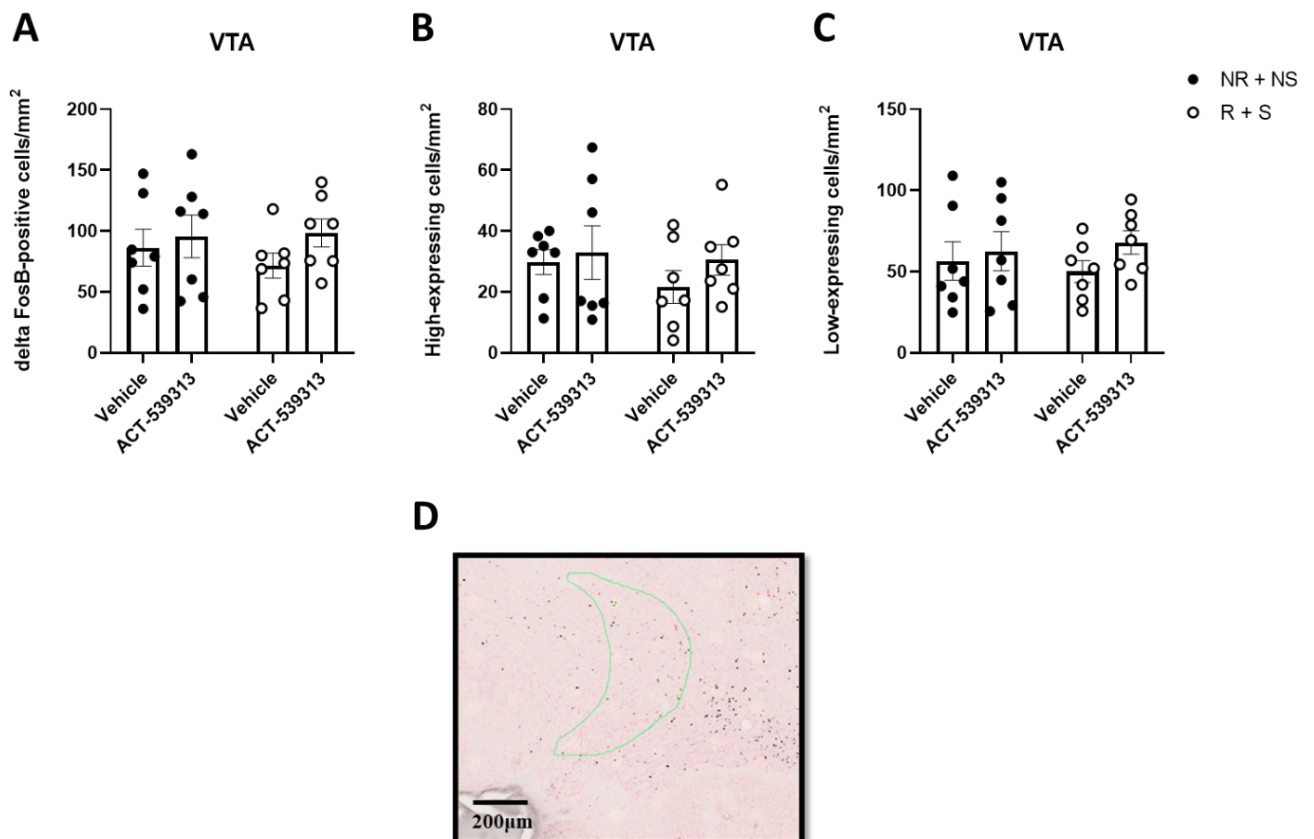 A
VTA
delta FosB-positive cells/mm²
200
150
100
50
0
Vehicle
ACT-539313
Vehicle
ACT-539313
B
VTA
High-expressing cells/mm²
80
60
40
20
0
Vehicle
ACT-539313
Vehicle
ACT-539313
C
VTA
Low-expressing cells/mm²
150
100
50
0
Vehicle
ACT-539313
Vehicle
ACT-539313
NR + NS
R + S
D
200μm